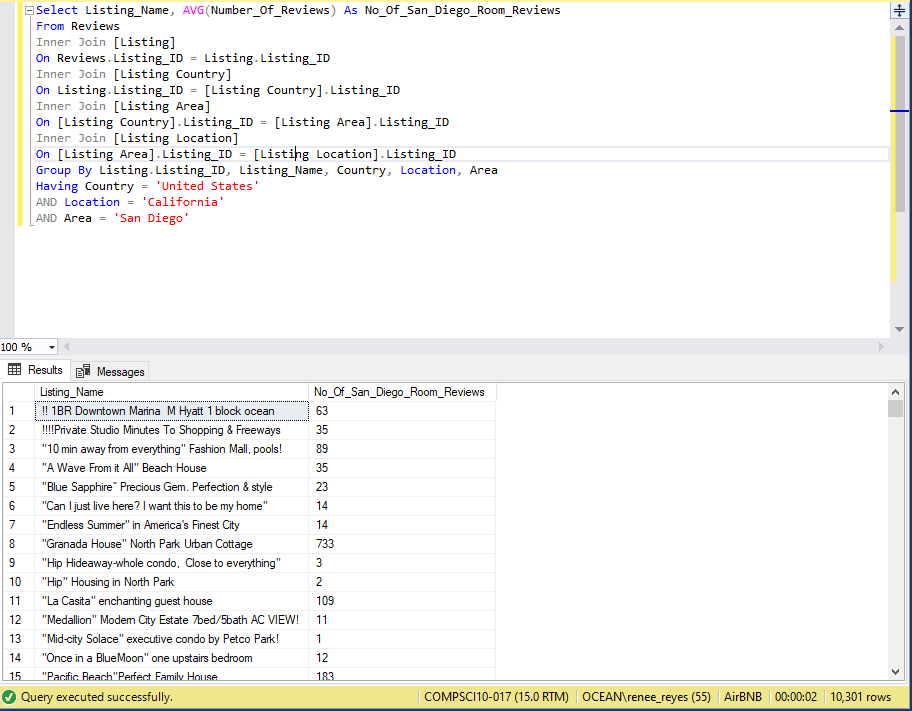 Select Listing_Name, AVG(Number_Of_Reviews) As No_Of_San_Diego_Room_Reviews
From Reviews
Inner Join [Listing]
On Reviews.Listing_ID = Listing.Listing_ID
Inner Join [Listing Country]
On Listing.Listing_ID = [Listing Country].Listing_ID
Inner Join [Listing Area]
On [Listing Country].Listing_ID = [Listing Area].Listing_ID
Inner Join [Listing Location]
On [Listing Area].Listing_ID = [Listing Location].Listing_ID
Group By Listing.Listing_ID, Listing_Name, Country, Location, Area
Having Country = 'United States'
AND Location = 'California'
AND Area = 'San Diego'
100 %
Results Messages
Listing_Name No_Of_San_Diego_Room_Reviews
1 !! 1BR Downtown Marina  M Hyatt 1 block ocean 63
2 !!!!Private Studio Minutes To Shopping & Freeways 35
3 "10 min away from everything" Fashion Mall, pools! 89
4 "A Wave From it All" Beach House 35
5 "Blue Sapphire" Precious Gem. Perfection & style 23
6 "Can I just live here? I want this to be my home" 14
7 "Endless Summer" in America's Finest City 14
8 "Granada House" North Park Urban Cottage 733
9 "Hip Hideaway-whole condo, Close to everything" 3
10 "Hip" Housing in North Park 2
11 "La Casita" enchanting guest house 109
12 "Medallion" Modern City Estate 7bed/5bath AC VIEW! 11
13 "Mid-city Solace" executive condo by Petco Park! 1
14 "Once in a BlueMoon" one upstairs bedroom 12
15 "Pacific Beach"Perfect Family House 183
Query executed successfully. COMPSCI10-017 (15.0 RTM) OCEAN\renee_reyes (55) AirBNB 00:00:02 10,301 rows